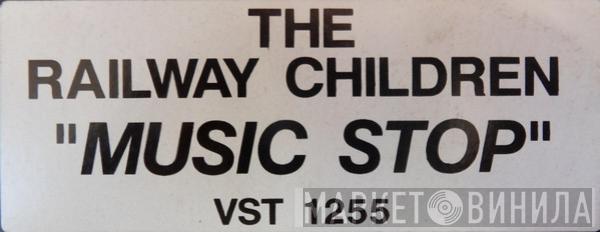 THE
RAILWAY CHILDREN
"MUSIC STOP"
VST 1255
МАРКЕТ ВИНИЛА